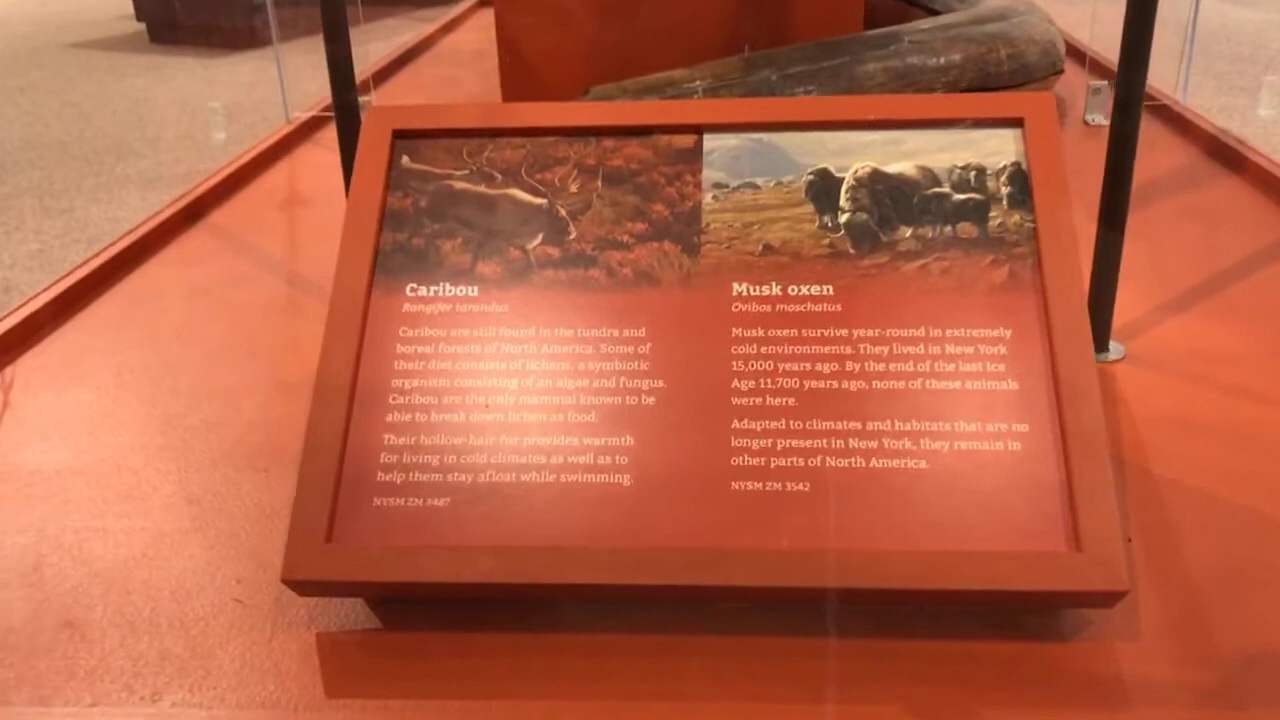 Caribou
Rangifer tarandus
Caribou are still found in the tundra and
boreal forests of North America. Some of
their diet consists of lichens, a symbiotic
organism consisting of an algae and fungus.
Caribou are the only mammal known to be
able to break down lichen as food.
Their hollow-hair fur provides warmth
for living in cold climates as well as to
help them stay afloat while swimming.
NYSM ZM 3487
Musk oxen
Ovibos moschatus
Musk oxen survive year-round in extremely
cold environments. They lived in New York
15,000 years ago. By the end of the last Ice
Age 11,700 years ago, none of these animals
were here.
Adapted to climates and habitats that are no
longer present in New York, they remain in
other parts of North America.
NYSM ZM 3542